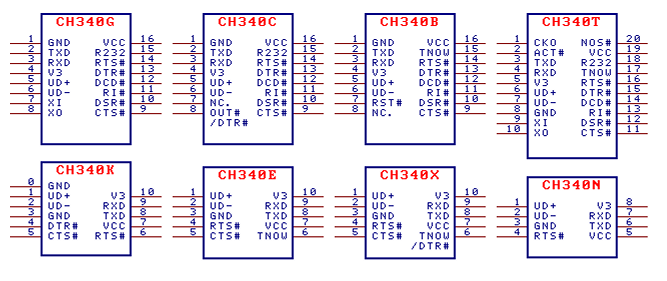 CH340G CH340C CH340B CH340T
1 GND VCC 16 1 GND VCC 16 1 GND VCC 16 1 CKO NOS# 20
2 TXD R232 15 2 TXD R232 15 2 TXD TNOW 15 2 ACT# VCC 19
3 RXD RTS# 14 3 RXD RTS# 14 3 RXD RTS# 14 3 TXD R232 18
4 V3 DTR# 13 4 V3 DTR# 13 4 V3 DTR# 13 4 RXD TNOW 17
5 UD+ DCD# 12 5 UD+ DCD# 12 5 UD+ DCD# 12 5 V3 RTS# 16
6 UD- RI# 11 6 UD- RI# 11 6 UD- RI# 11 6 UD+ DTR# 15
7 XI DSR# 10 7 NC. DSR# 10 7 RST# DSR# 10 7 UD- DCD# 14
8 XO CTS# 9 8 OUT# CTS# 9 8 NC. CTS# 9 8 GND RI# 13
/DTR# 9 XI DSR# 12
10 XO CTS# 11
CH340K CH340E CH340X CH340N
0 GND
1 UD+ V3 10 1 UD+ V3 10 1 UD+ V3 10 1 UD+ V3 8
2 UD- RXD 9 2 UD- RXD 9 2 UD- RXD 9 2 UD- RXD 7
3 GND TXD 8 3 GND TXD 8 3 GND TXD 8 3 GND TXD 6
4 DTR# VCC 7 4 RTS# VCC 7 4 RTS# VCC 7 4 RTS# VCC 5
5 CTS# RTS# 6 5 CTS# TNOW 6 5 CTS# TNOW 6
/DTR#